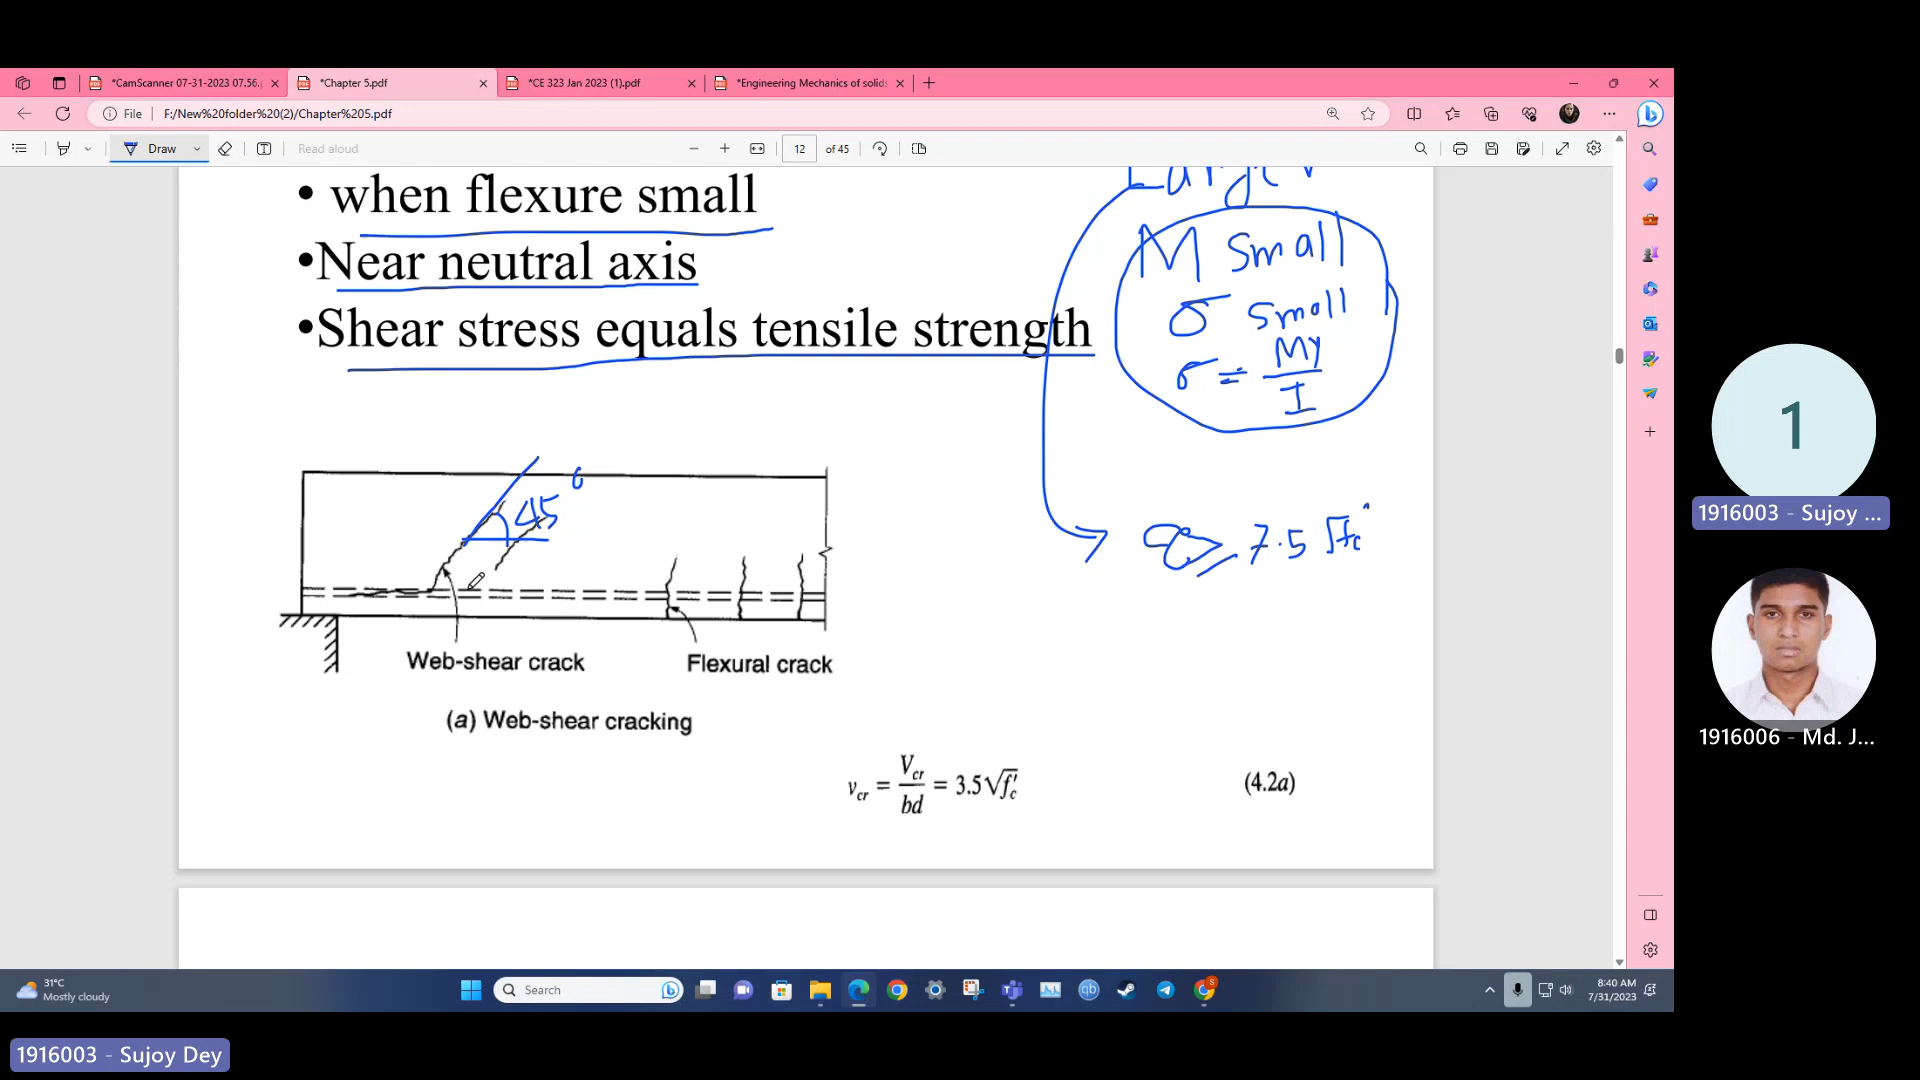 *CamScanner 07-31-2023 07.56.p
*Chapter 5.pdf
*CE 323 Jan 2023 (1).pdf
*Engineering Mechanics of solids
File
F:/New%20folder%20(2)/Chapter%205.pdf
Draw
Read aloud
12
of 45
• when flexure small
•Near neutral axis
•Shear stress equals tensile strength
M small
σ small
σ = My
I
45°
7.5 √fc'
Web-shear crack
Flexural crack
(a) Web-shear cracking
vcr = Vcr/bd = 3.5√f'c
(4.2a)
1
1916003 - Sujoy ...
1916006 - Md. J...
31°C
Mostly cloudy
Search
8:40 AM
7/31/2023
1916003 - Sujoy Dey